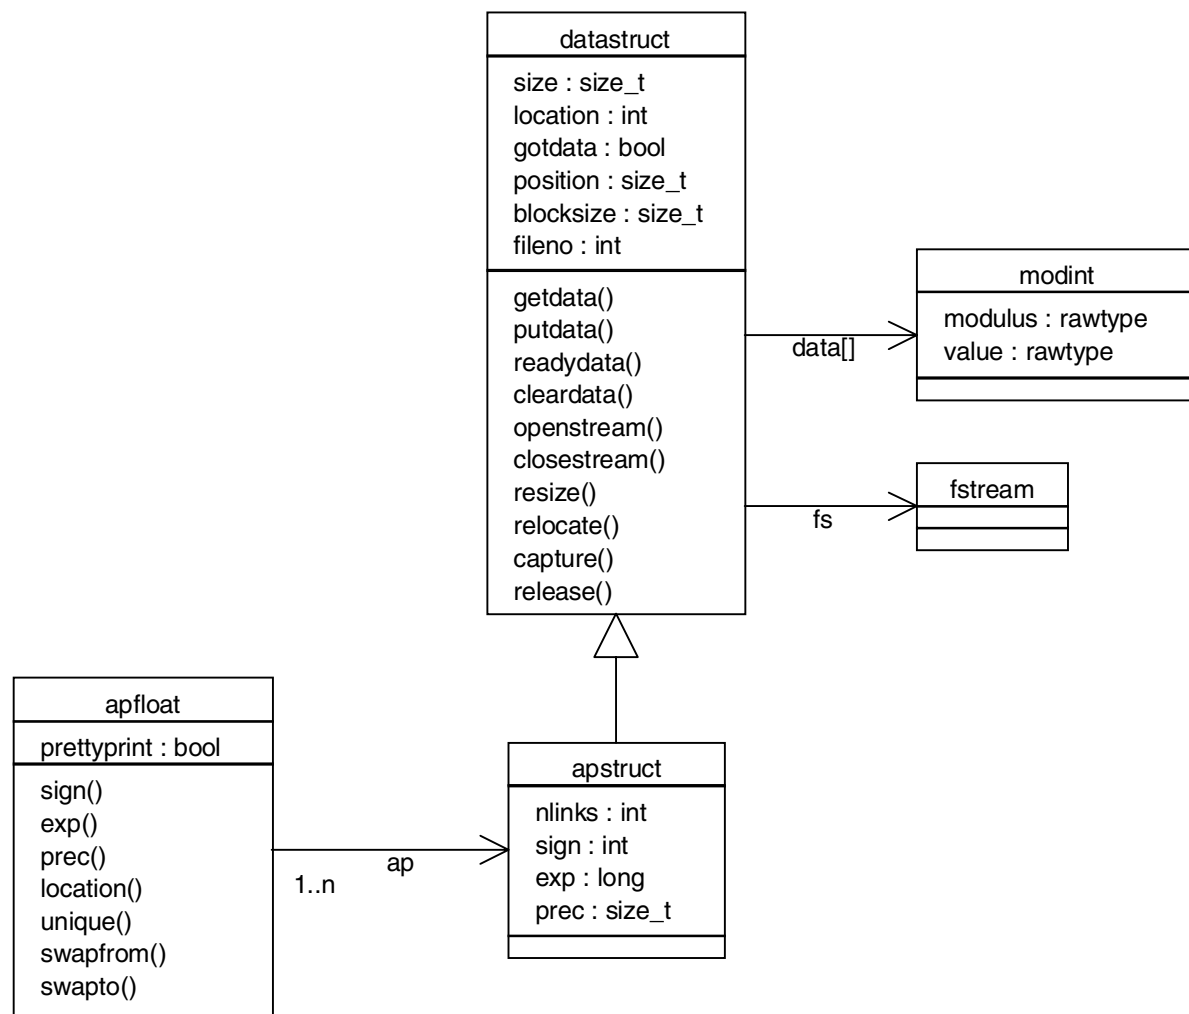 datastruct
size : size_t
location : int
gotdata : bool
position : size_t
blocksize : size_t
fileno : int
getdata()
putdata()
readydata()
cleardata()
openstream()
closestream()
resize()
relocate()
capture()
release()
modint
modulus : rawtype
value : rawtype
data[]
fstream
fs
apfloat
prettyprint : bool
sign()
exp()
prec()
location()
unique()
swapfrom()
swapto()
ap
1..n
apstruct
nlinks : int
sign : int
exp : long
prec : size_t